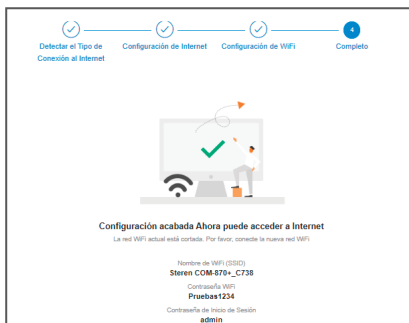 Detectar el Tipo de
Conexión al Internet
Configuración de Internet
Configuración de WiFi
4
Completo
Configuración acabada Ahora puede acceder a Internet
La red WiFi actual está cortada. Por favor, conecte la nueva red WiFi
Nombre de WiFi (SSID)
Steren COM-870+_C738
Contraseña WiFi
Pruebas1234
Contraseña de Inicio de Sesión
admin